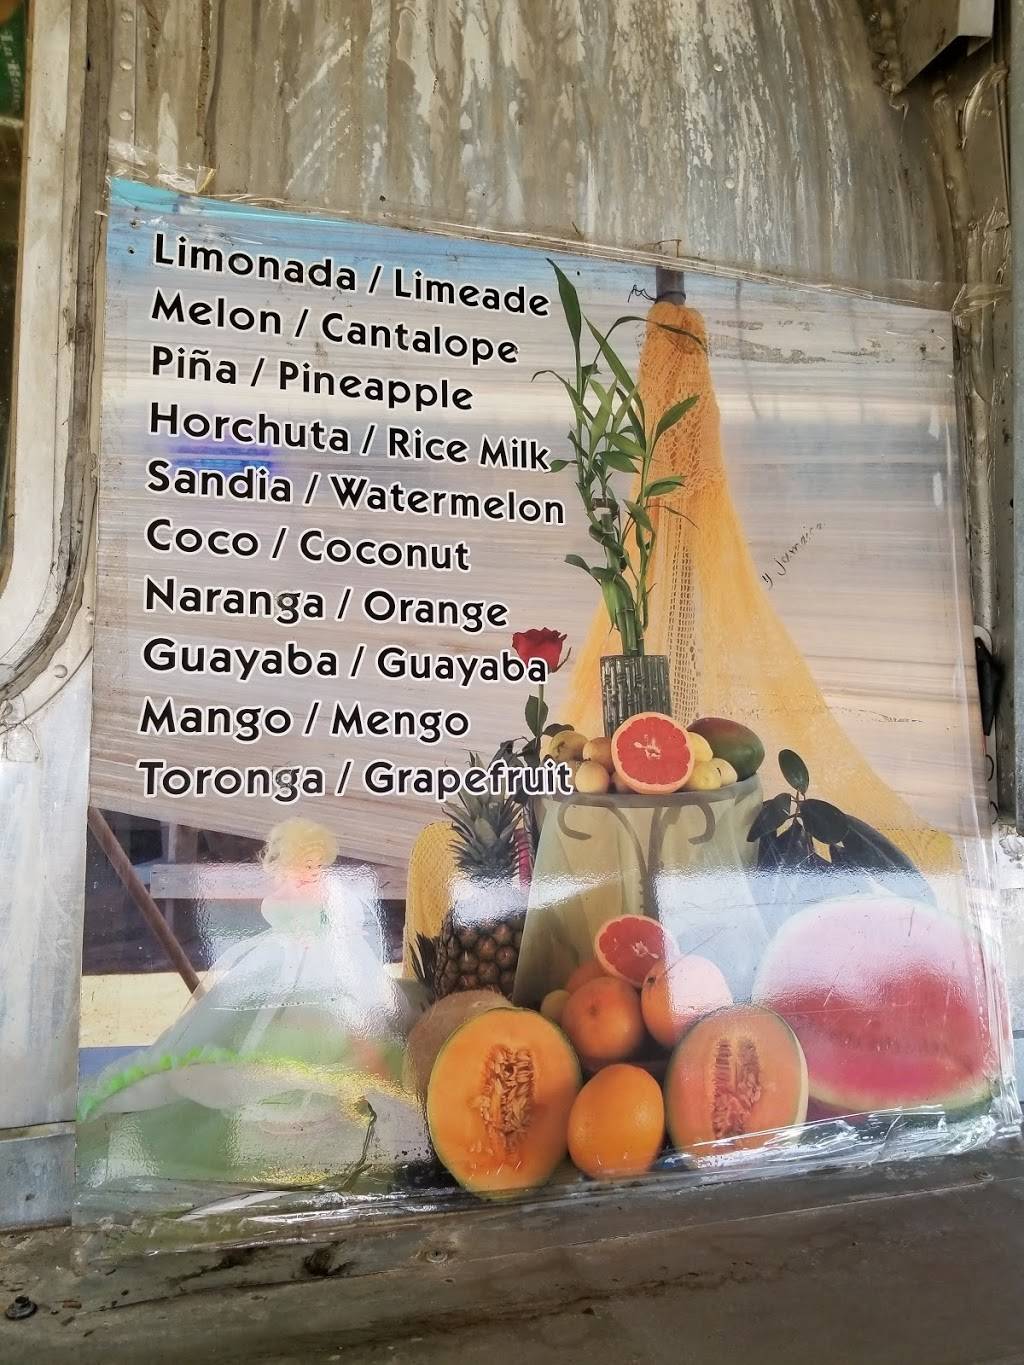 Limonada / Limeade
Melon / Cantalope
Piña / Pineapple
Horchuta / Rice Milk
Sandia / Watermelon
Coco / Coconut
Naranga / Orange
Guayaba / Guayaba
Mango / Mengo
Toronga / Grapefruit
y Jamaica